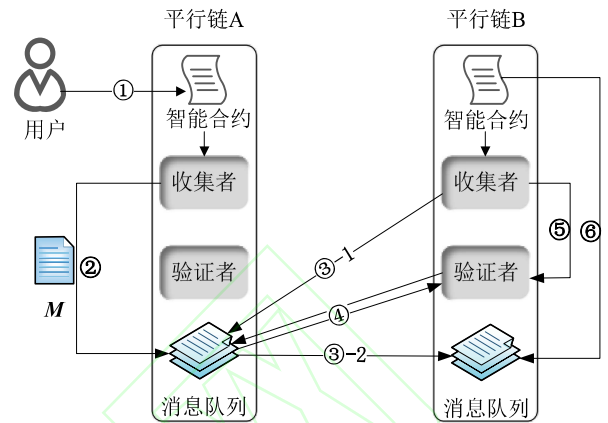 平行链A
平行链B
①
用户
智能合约
智能合约
收集者
收集者
②
M
③-1
⑤
⑥
验证者
验证者
④
③-2
消息队列
消息队列